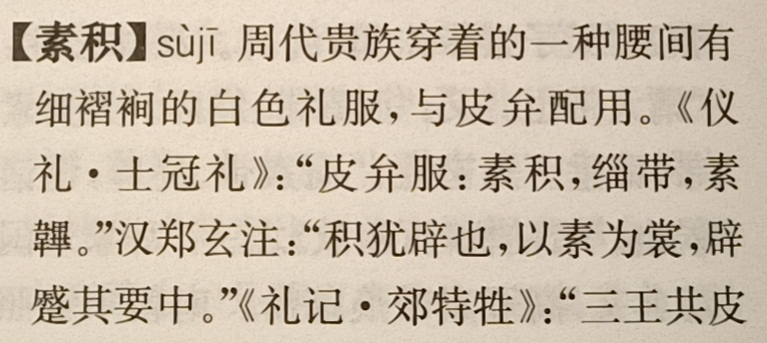 【素积】sùjī. 周代贵族穿着的一种腰间有
细褶裥的白色礼服，与皮弁配用。《仪
礼·士冠礼》：“皮弁服：素积，缁带，素
韠。”汉郑玄注：“积犹辟也，以素为裳，辟
蹙其要中。”《礼记·郊特牲》：“三王共皮